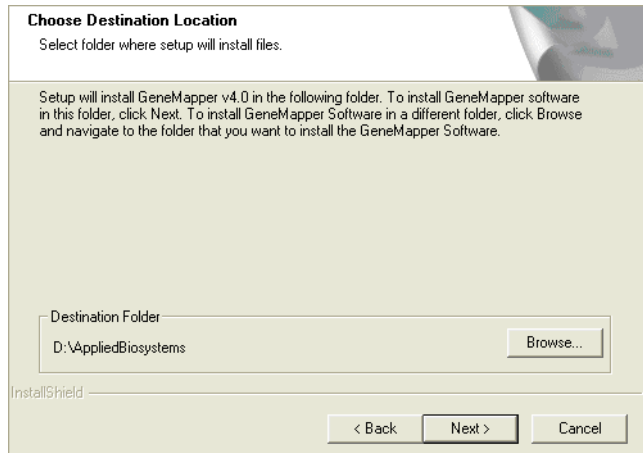 Choose Destination Location
Select folder where setup will install files.
Setup will install GeneMapper v4.0 in the following folder. To install GeneMapper software
in this folder, click Next. To install GeneMapper Software in a different folder, click Browse
and navigate to the folder that you want to install the GeneMapper Software.
Destination Folder
D:\AppliedBiosystems
Browse...
InstallShield
< Back
Next >
Cancel